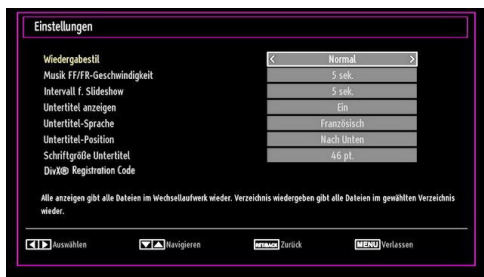 Einstellungen
Wiedergabestil < Normal >
Musik FF/FR-Geschwindigkeit 5 sek.
Intervall f. Slideshow 5 sek.
Untertitel anzeigen Ein
Untertitel-Sprache Französisch
Untertitel-Position Nach Unten
Schriftgröße Untertitel 46 pt.
DivX® Registration Code
Alle anzeigen gibt alle Dateien im Wechsellaufwerk wieder. Verzeichnis wiedergeben gibt alle Dateien im gewählten Verzeichnis
wieder.
Auswählen Navigieren Zurück MENU Verlassen